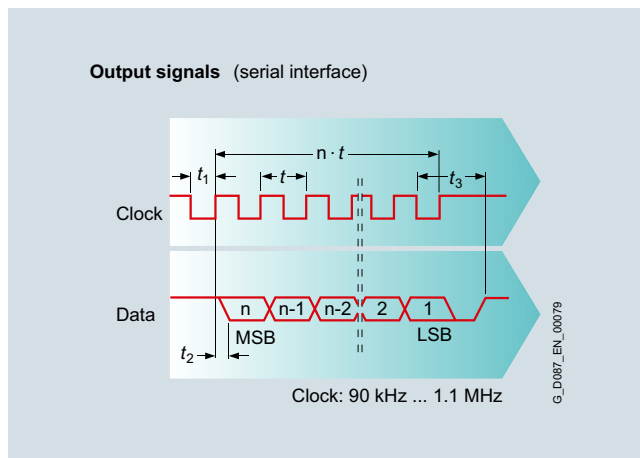 Output signals (serial interface)
n · t
t1 t t3
Clock
Data n n-1 n-2 2 1
MSB LSB
t2
Clock: 90 kHz ... 1.1 MHz
G_D087_EN_00079